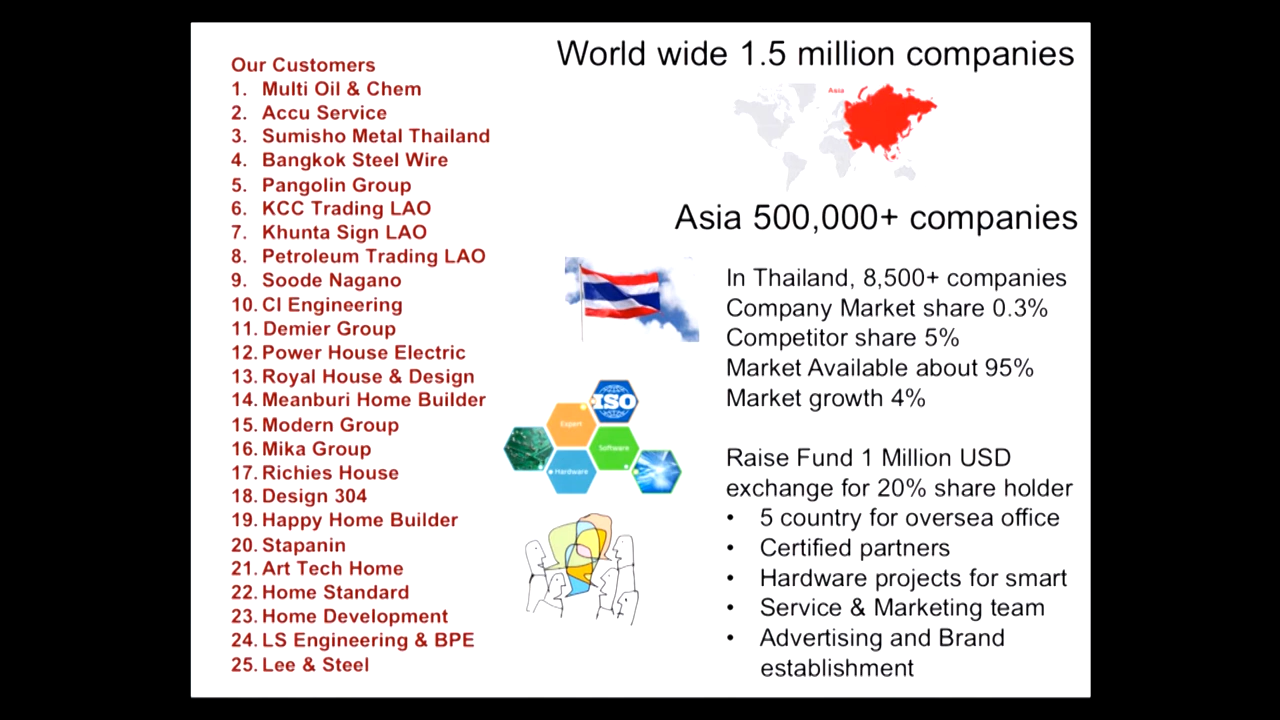 Our Customers
1. Multi Oil & Chem
2. Accu Service
3. Sumisho Metal Thailand
4. Bangkok Steel Wire
5. Pangolin Group
6. KCC Trading LAO
7. Khunta Sign LAO
8. Petroleum Trading LAO
9. Soode Nagano
10. CI Engineering
11. Demier Group
12. Power House Electric
13. Royal House & Design
14. Meanburi Home Builder
15. Modern Group
16. Mika Group
17. Richies House
18. Design 304
19. Happy Home Builder
20. Stapanin
21. Art Tech Home
22. Home Standard
23. Home Development
24. LS Engineering & BPE
25. Lee & Steel
World wide 1.5 million companies
Asia
Asia 500,000+ companies
In Thailand, 8,500+ companies
Company Market share 0.3%
Competitor share 5%
Market Available about 95%
Market growth 4%
ISO
Expert
Software
Hardware
Raise Fund 1 Million USD
exchange for 20% share holder
• 5 country for oversea office
• Certified partners
• Hardware projects for smart
• Service & Marketing team
• Advertising and Brand
establishment